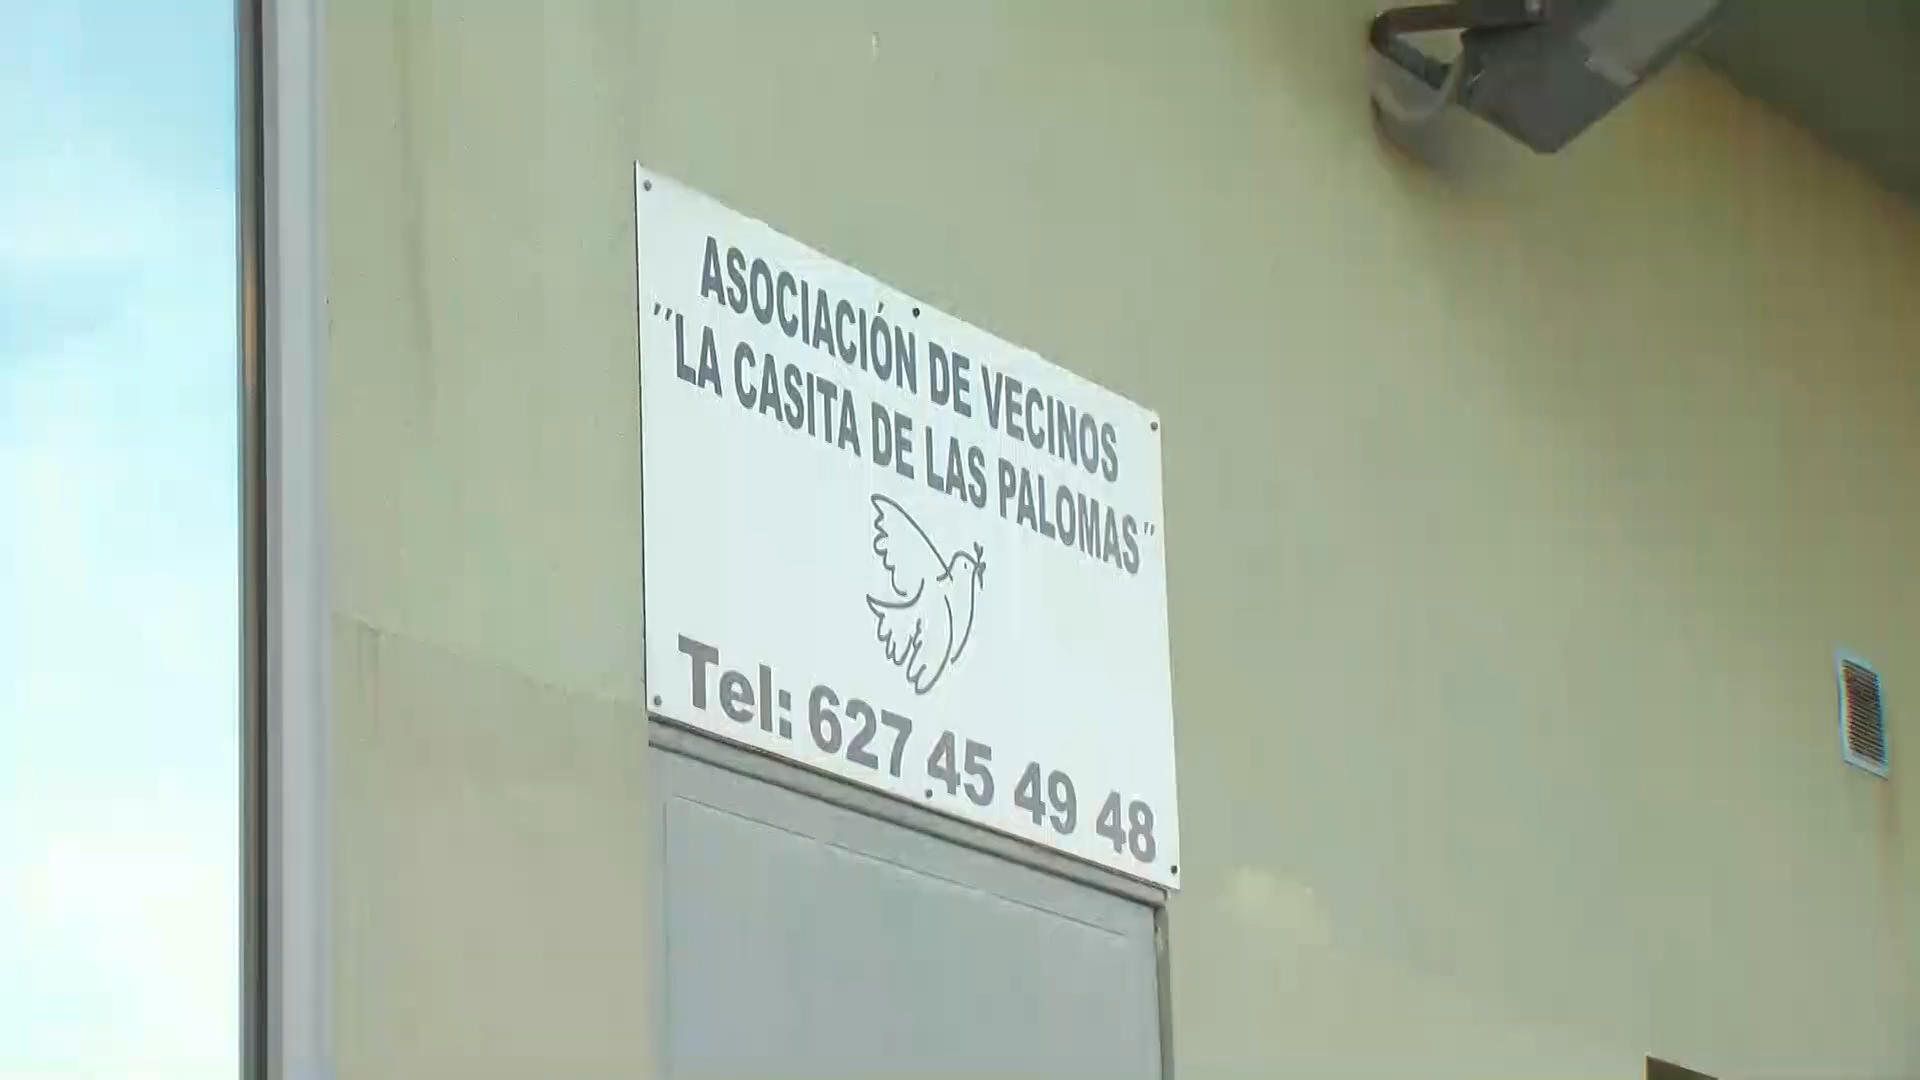 ASOCIACIÓN DE VECINOS
"LA CASITA DE LAS PALOMAS"
Tel: 627 45 49 48